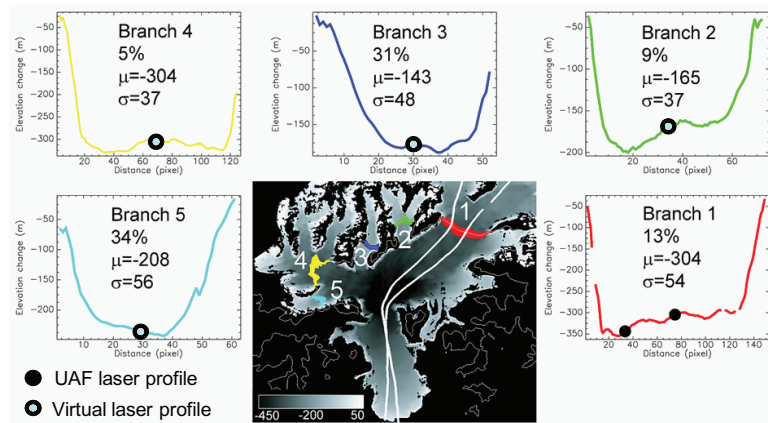 Branch 4
5%
μ=-304
σ=37
Elevation change (m)
-50
-100
-150
-200
-250
-300
20 40 60 80 100 120
Distance (pixel)
Branch 3
31%
μ=-143
σ=48
Elevation change (m)
-50
-100
-150
10 20 30 40 50
Distance (pixel)
Branch 2
9%
μ=-165
σ=37
Elevation change (m)
-50
-100
-150
-200
20 40 60
Distance (pixel)
Branch 5
34%
μ=-208
σ=56
Elevation change (m)
-50
-100
-150
-200
10 20 30 40 50 60
Distance (pixel)
1
2
3
4
5
-450 -200 50
Branch 1
13%
μ=-304
σ=54
Elevation change (m)
-50
-100
-150
-200
-250
-300
-350
20 40 60 80 100 120 140
Distance (pixel)
UAF laser profile
Virtual laser profile